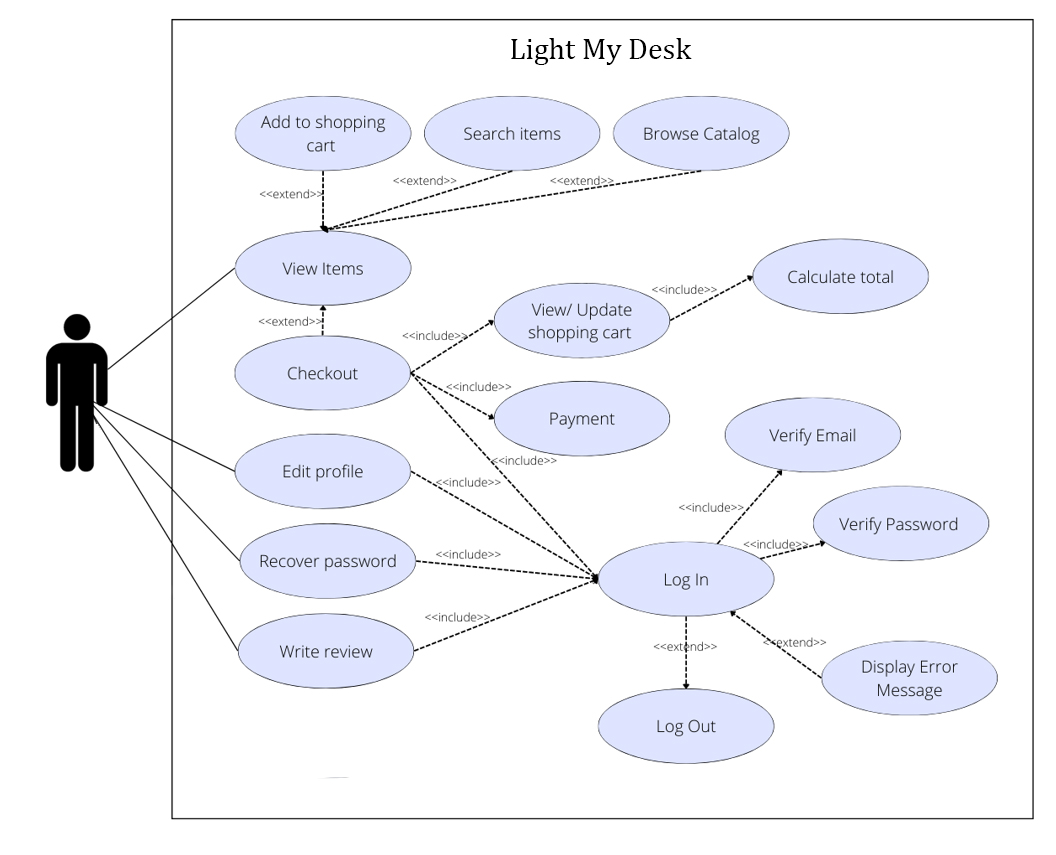 Light My Desk
Add to shopping
cart
Search items
Browse Catalog
<<extend>>
<<extend>>
<<extend>>
View Items
Calculate total
<<include>>
View/ Update
shopping cart
<<extend>>
<<include>>
Checkout
<<include>>
Payment
Verify Email
<<include>>
Edit profile
<<include>>
<<include>>
Verify Password
<<include>>
Recover password
<<include>>
Log In
<<include>>
Write review
<<extend>>
<<extend>>
Display Error
Message
Log Out